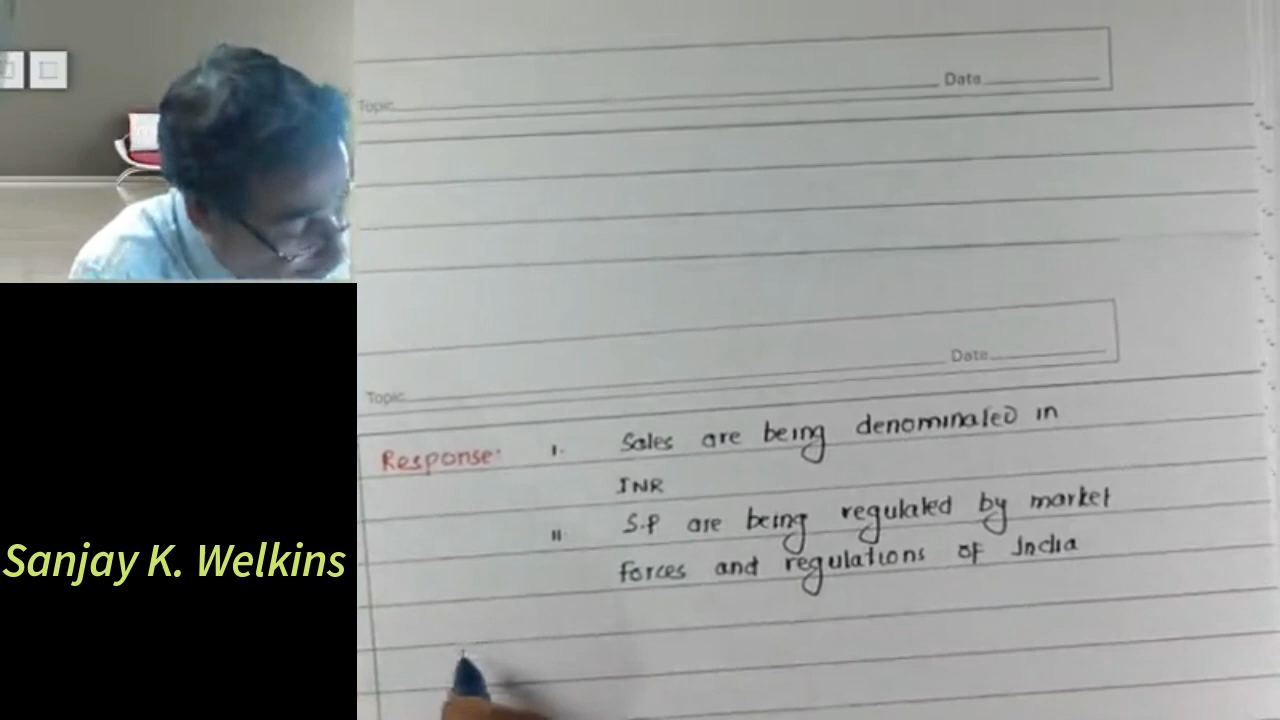 Topic
Date
Topic
Date
Response: I. Sales are being denominated in
INR
II S.P are being regulated by market
forces and regulations of India
Sanjay K. Welkins